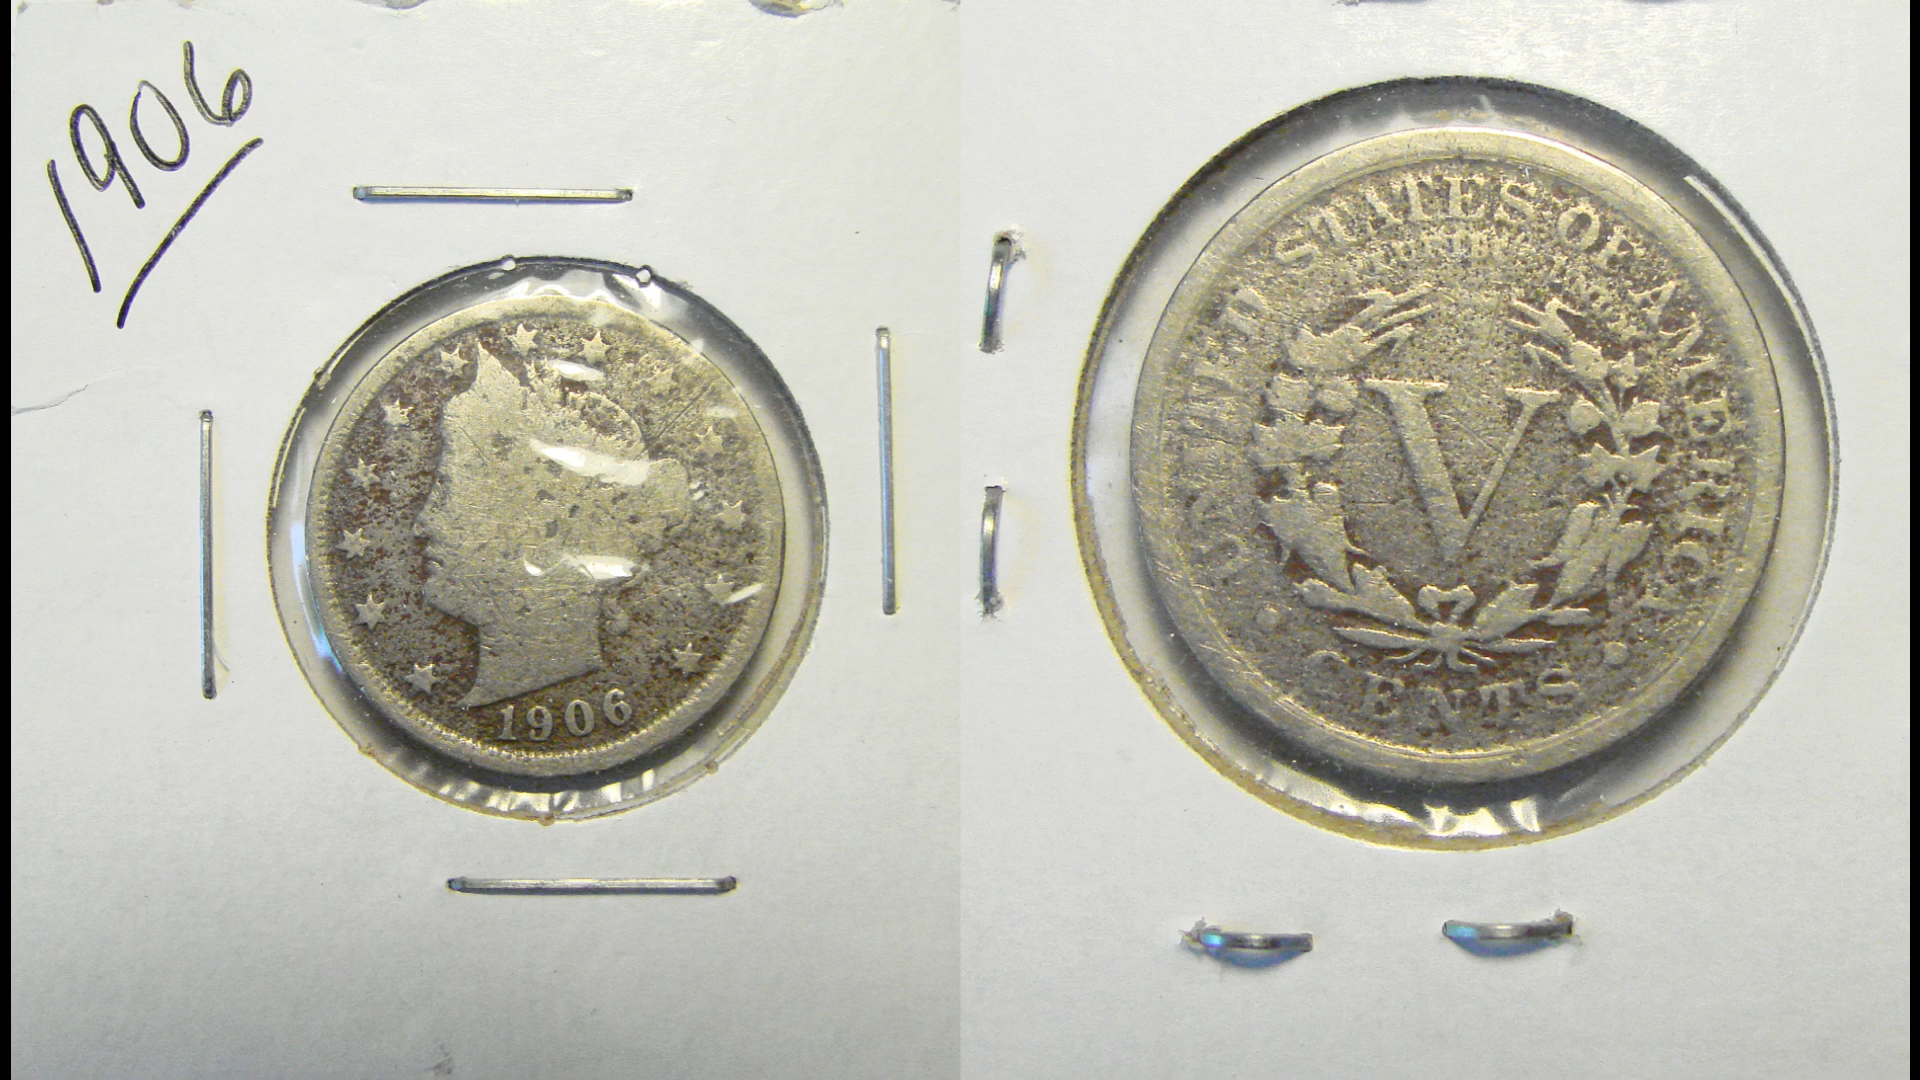 1906
1906
UNITED STATES OF AMERICA
V
CENTS